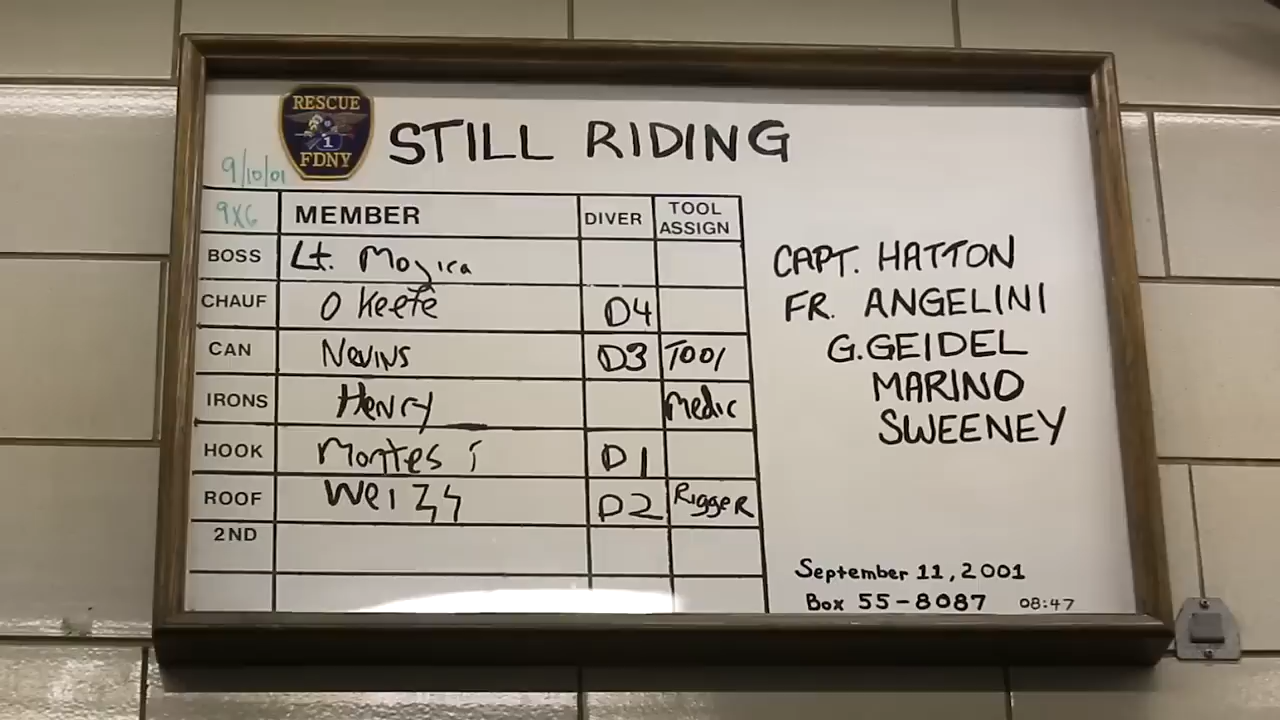 RESCUE
1
FDNY
STILL RIDING
9/10/01
9X6 MEMBER DIVER TOOL ASSIGN
BOSS Lt. Mojica
CHAUF O Keefe D4
CAN Nevins D3 Tool
IRONS Henry Medic
HOOK Montes i D1
ROOF Weizz D2 Rigger
2ND
CAPT. HATTON
FR. ANGELINI
G.GEIDEL
MARINO
SWEENEY
September 11, 2001
Box 55-8087 08:47